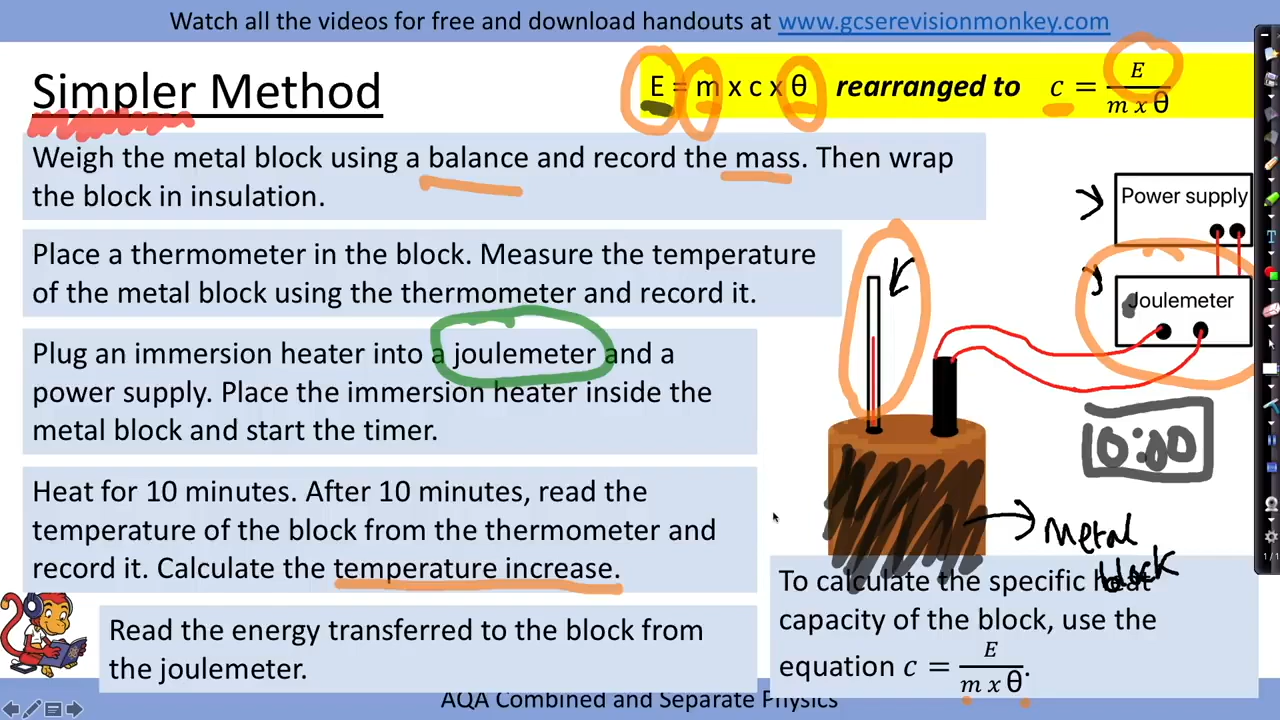 Watch all the videos for free and download handouts at www.gcserevisionmonkey.com
Simpler Method
E = m x c x θ rearranged to c = E / m x θ
Weigh the metal block using a balance and record the mass. Then wrap
the block in insulation.
Place a thermometer in the block. Measure the temperature
of the metal block using the thermometer and record it.
Plug an immersion heater into a joulemeter and a
power supply. Place the immersion heater inside the
metal block and start the timer.
Heat for 10 minutes. After 10 minutes, read the
temperature of the block from the thermometer and
record it. Calculate the temperature increase.
Read the energy transferred to the block from
the joulemeter.
Power supply
Joulemeter
10:00
Metal
block
To calculate the specific heat
capacity of the block, use the
equation c = E / m x θ.
AQA Combined and Separate Physics
1/1